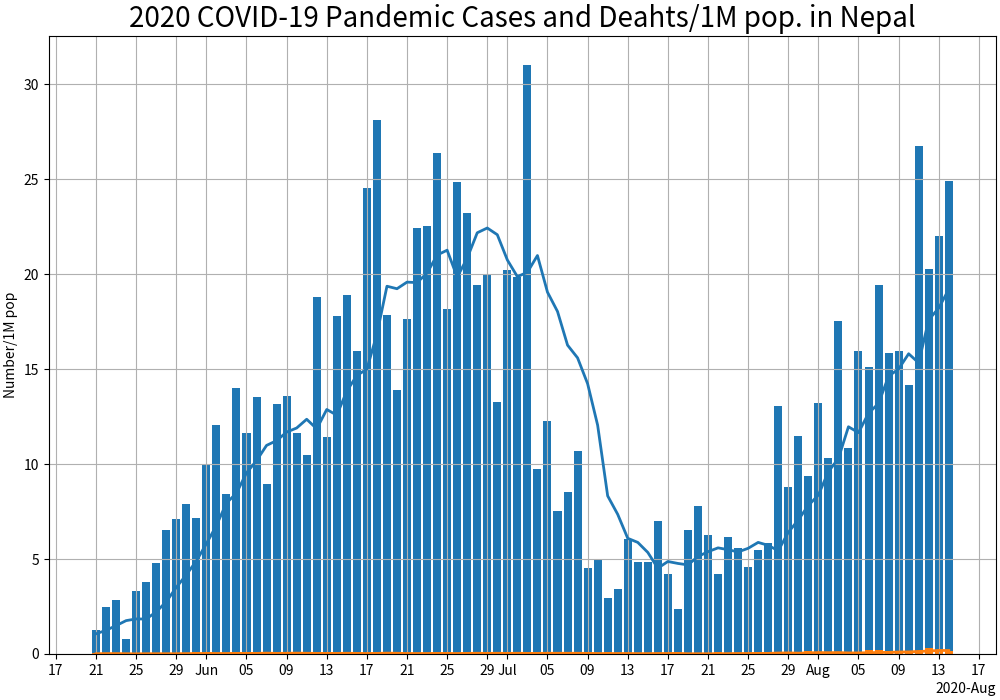 2020 COVID-19 Pandemic Cases and Deahts/1M pop. in Nepal
Number/1M pop
30
25
20
15
10
5
0
17 21 25 29 Jun 05 09 13 17 21 25 29 Jul 05 09 13 17 21 25 29 Aug 05 09 13 17
2020-Aug